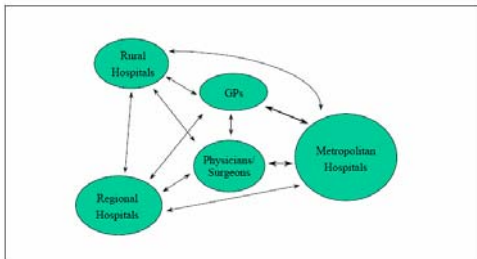 Rural
Hospitals
GPs
Metropolitan
Hospitals
Physicians/
Surgeons
Regional
Hospitals